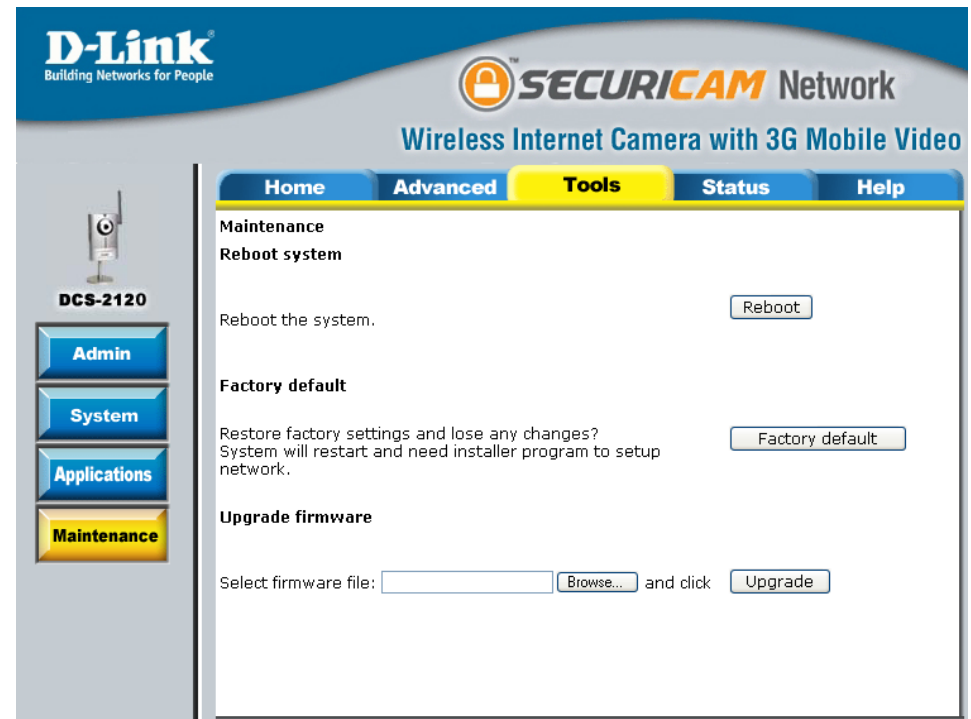 D-Link®
Building Networks for People
SECURICAM Network
™
Wireless Internet Camera with 3G Mobile Video
Home Advanced Tools Status Help
DCS-2120
Admin
System
Applications
Maintenance
Maintenance
Reboot system
Reboot the system. Reboot
Factory default
Restore factory settings and lose any changes?
System will restart and need installer program to setup
network.
Factory default
Upgrade firmware
Select firmware file: Browse... and click Upgrade